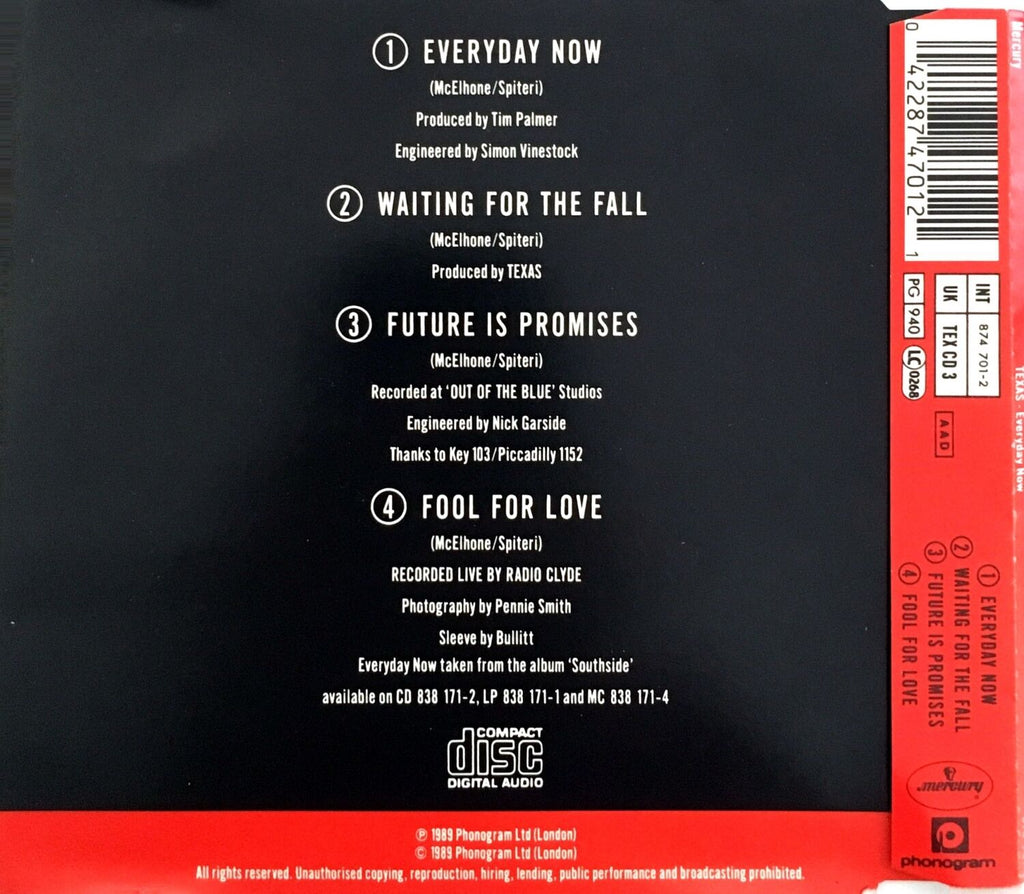 ① EVERYDAY NOW
(McElhone/Spiteri)
Produced by Tim Palmer
Engineered by Simon Vinestock
② WAITING FOR THE FALL
(McElhone/Spiteri)
Produced by TEXAS
③ FUTURE IS PROMISES
(McElhone/Spiteri)
Recorded at ‘OUT OF THE BLUE’ Studios
Engineered by Nick Garside
Thanks to Key 103/Piccadilly 1152
④ FOOL FOR LOVE
(McElhone/Spiteri)
RECORDED LIVE BY RADIO CLYDE
Photography by Pennie Smith
Sleeve by Bullitt
Everyday Now taken from the album ‘Southside’
available on CD 838 171-2, LP 838 171-1 and MC 838 171-4
COMPACT
disc
DIGITAL AUDIO
℗ 1989 Phonogram Ltd (London)
© 1989 Phonogram Ltd (London)
All rights reserved. Unauthorised copying, reproduction, hiring, lending, public performance and broadcasting prohibited.
Mercury
TEXAS · Everyday Now
0 42287 47012 1
INT 874 701-2
UK TEX CD 3
PG 940 LC 0268
AAD
① EVERYDAY NOW
② WAITING FOR THE FALL
③ FUTURE IS PROMISES
④ FOOL FOR LOVE
mercury
phonogram